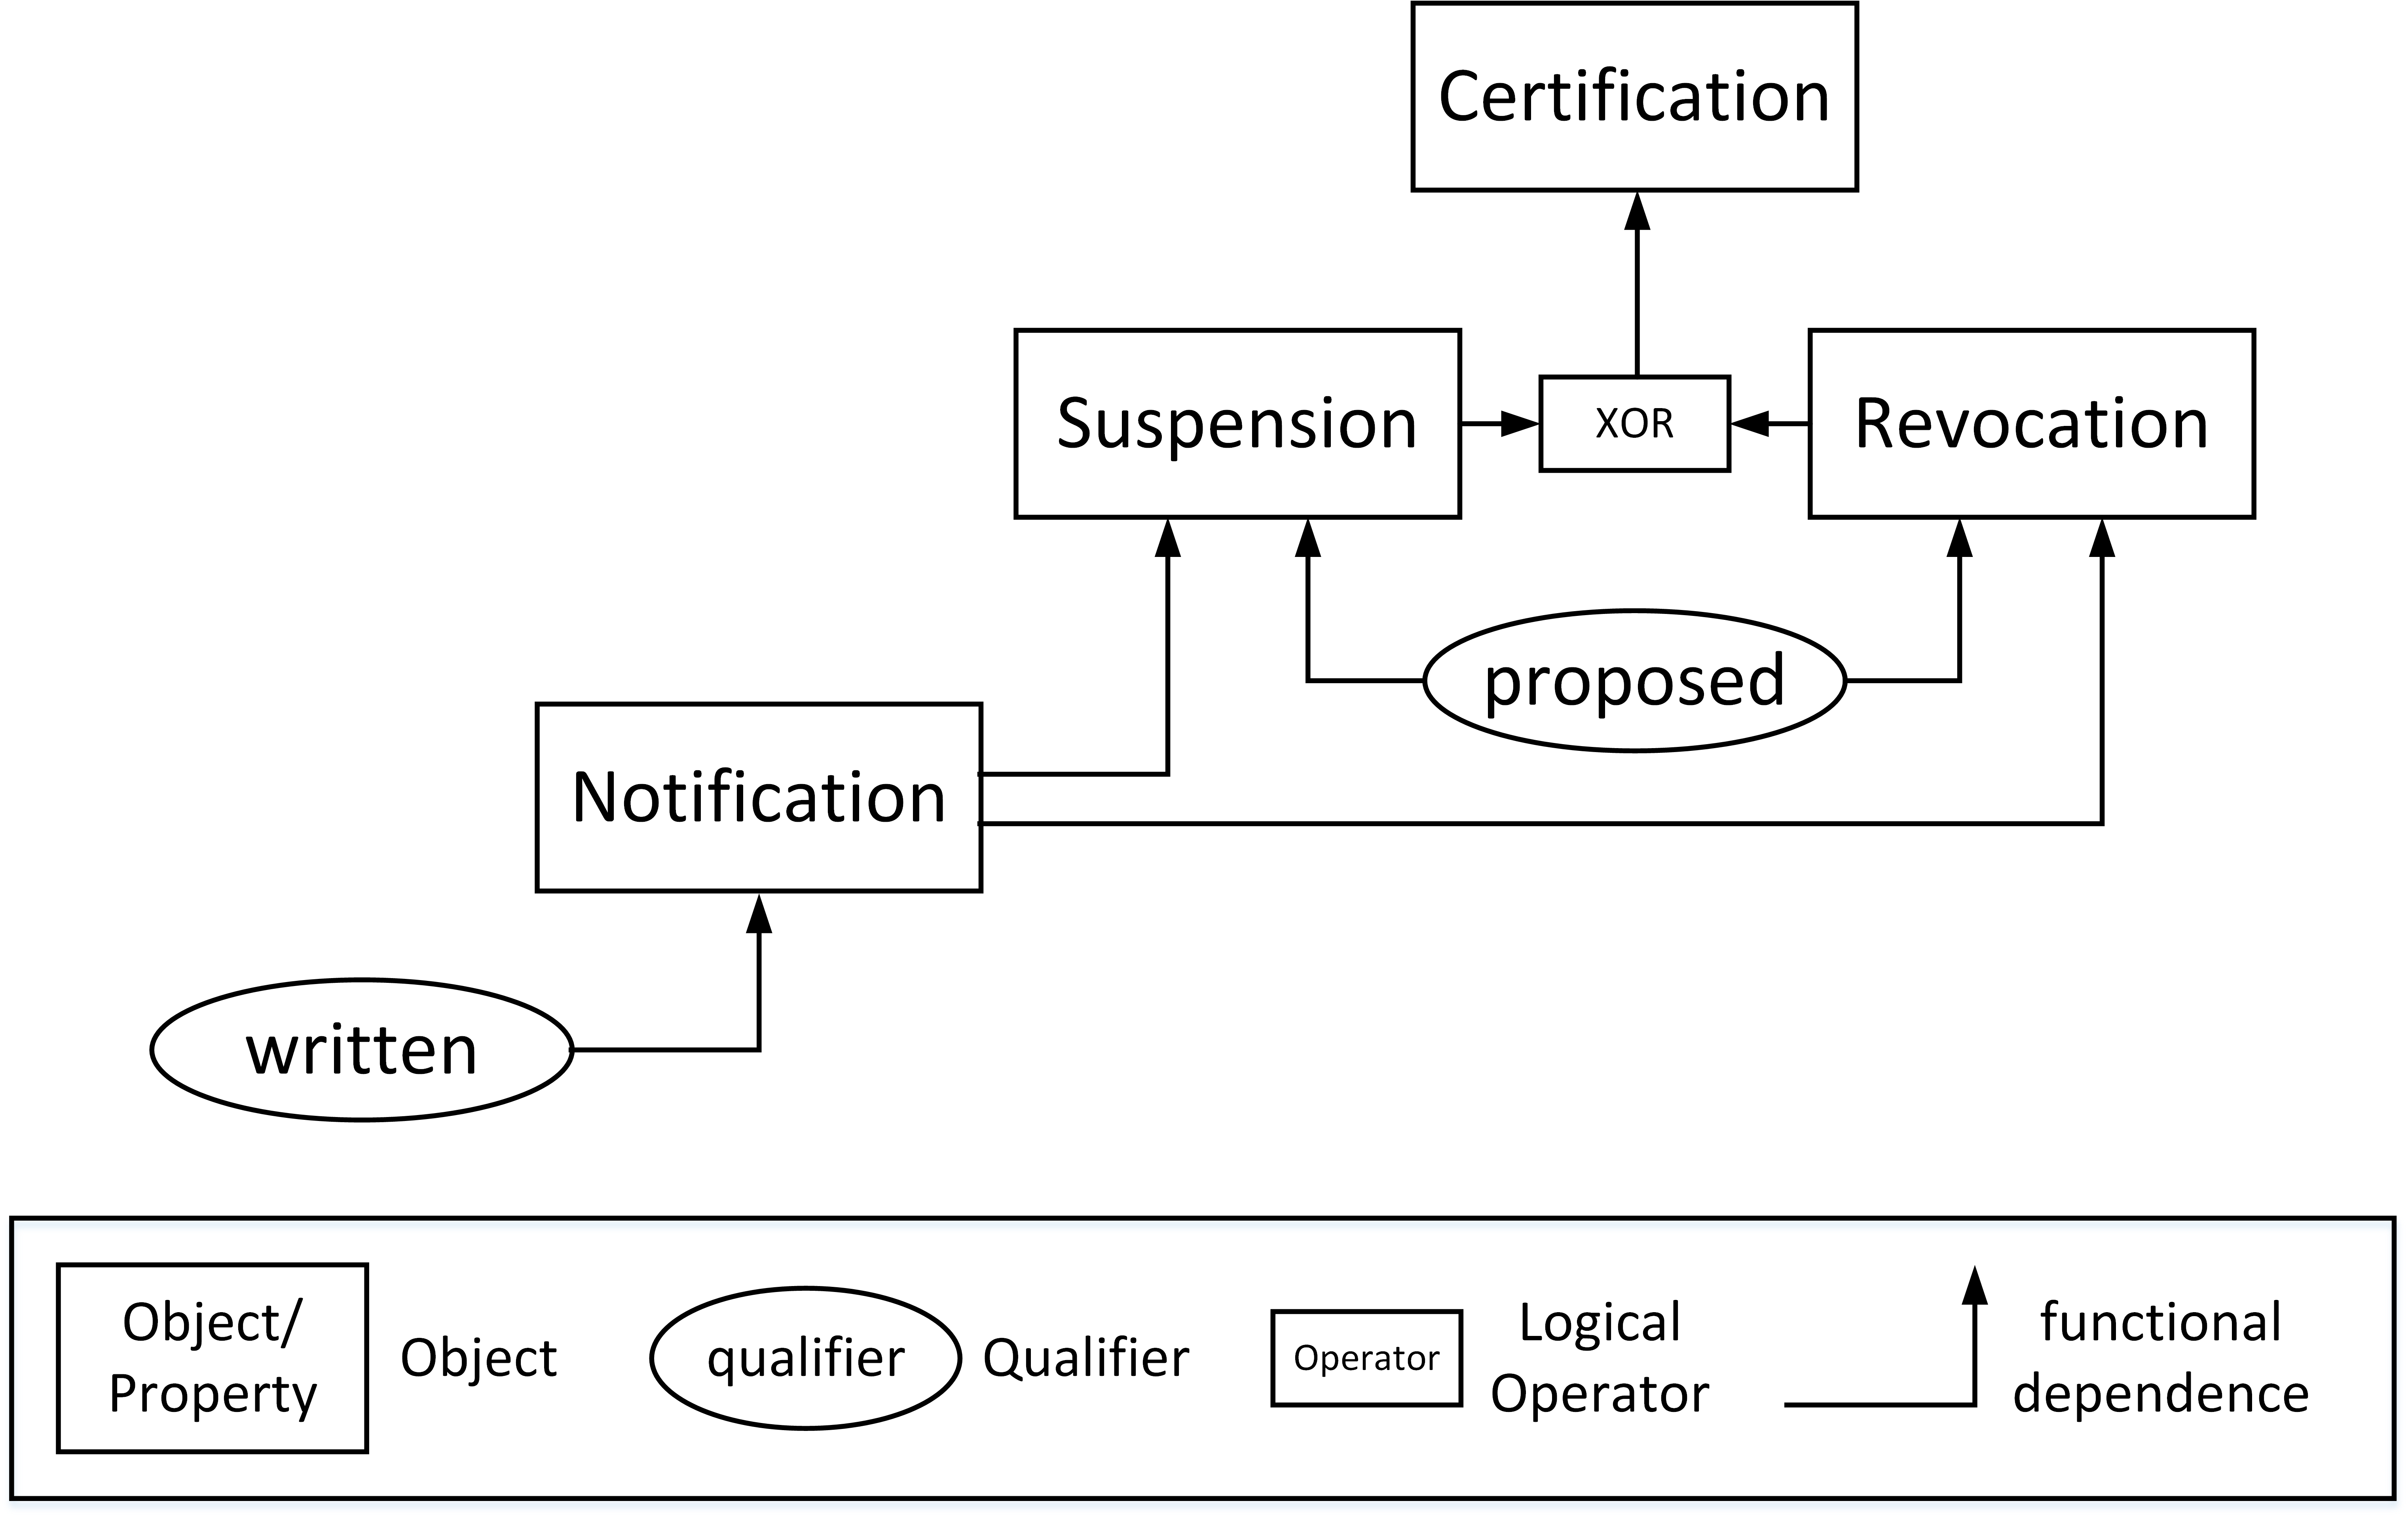 Certification
Suspension
XOR
Revocation
proposed
Notification
written
Object/
Property
Object
qualifier
Qualifier
Operator
Logical
Operator
functional
dependence